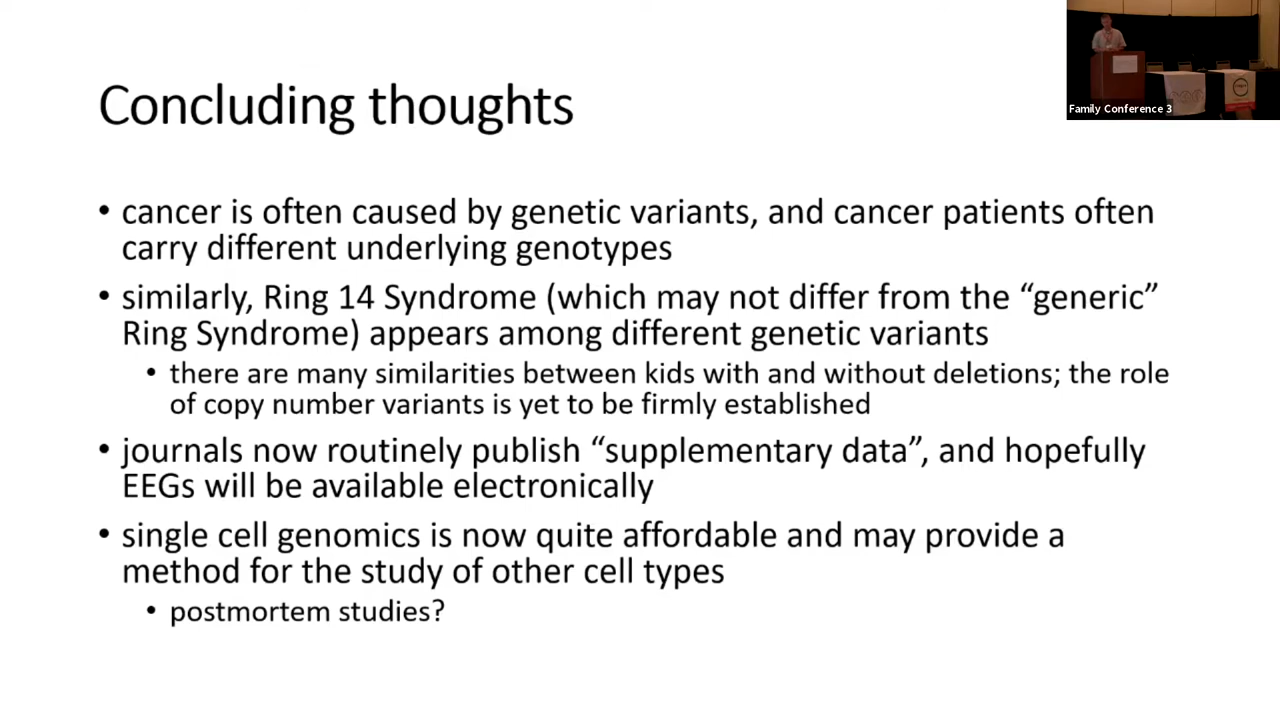 Concluding thoughts
Family Conference 3
• cancer is often caused by genetic variants, and cancer patients often
carry different underlying genotypes
• similarly, Ring 14 Syndrome (which may not differ from the “generic”
Ring Syndrome) appears among different genetic variants
• there are many similarities between kids with and without deletions; the role
of copy number variants is yet to be firmly established
• journals now routinely publish “supplementary data”, and hopefully
EEGs will be available electronically
• single cell genomics is now quite affordable and may provide a
method for the study of other cell types
• postmortem studies?